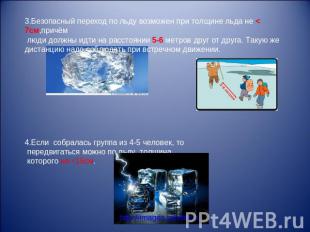 3.Безопасный переход по льду возможен при толщине льда не <
7см причём
люди должны идти на расстоянии 5-6 метров друг от друга. Такую же
дистанцию надо соблюдать при встречном движении.
4.Если собралась группа из 4-5 человек, то
передвигаться можно по льду, толщина
которого
PPt4WEB.ru